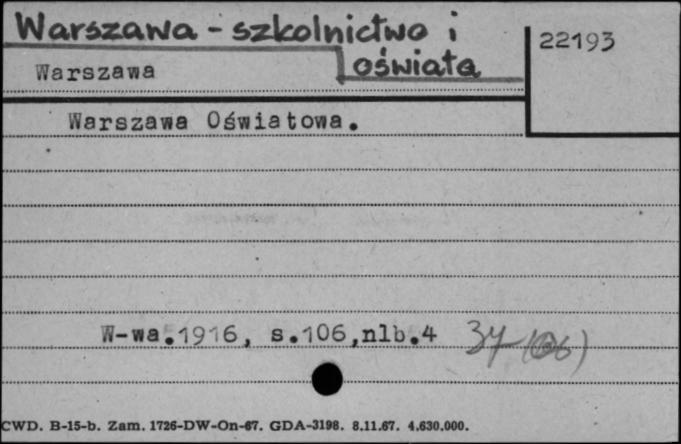 Warszawa - szkolnictwo i
oświata
22193
Warszawa
Warszawa Oświatowa.
W-wa.1916, s.106,nlb.4
CWD. B-15-b. Zam. 1726-DW-On-67. GDA-3198. 8.11.67. 4.630.000.